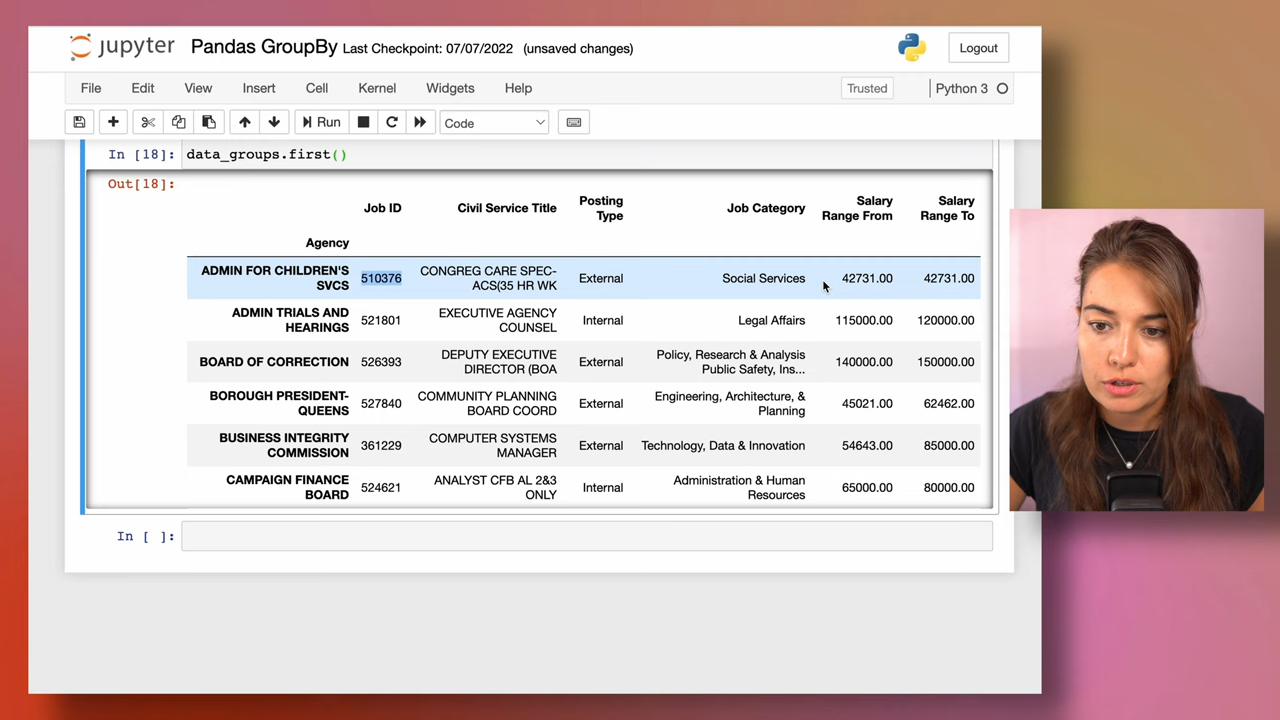 jupyter Pandas GroupBy Last Checkpoint: 07/07/2022 (unsaved changes) Logout
File Edit View Insert Cell Kernel Widgets Help Trusted Python 3
Run Code
In [18]: data_groups.first()
Out[18]:
Job ID Civil Service Title Posting Type Job Category Salary Range From Salary Range To
Agency
ADMIN FOR CHILDREN'S SVCS 510376 CONGREG CARE SPEC-ACS(35 HR WK External Social Services 42731.00 42731.00
ADMIN TRIALS AND HEARINGS 521801 EXECUTIVE AGENCY COUNSEL Internal Legal Affairs 115000.00 120000.00
BOARD OF CORRECTION 526393 DEPUTY EXECUTIVE DIRECTOR (BOA External Policy, Research & Analysis Public Safety, Ins... 140000.00 150000.00
BOROUGH PRESIDENT-QUEENS 527840 COMMUNITY PLANNING BOARD COORD External Engineering, Architecture, & Planning 45021.00 62462.00
BUSINESS INTEGRITY COMMISSION 361229 COMPUTER SYSTEMS MANAGER External Technology, Data & Innovation 54643.00 85000.00
CAMPAIGN FINANCE BOARD 524621 ANALYST CFB AL 2&3 ONLY Internal Administration & Human Resources 65000.00 80000.00
In [ ]: